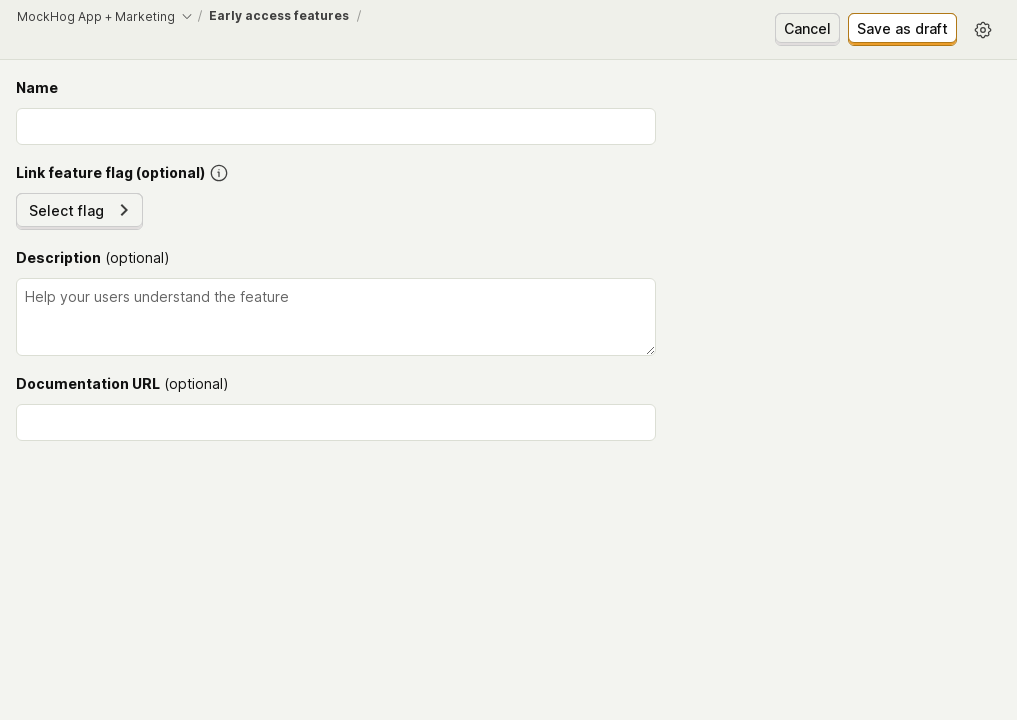 MockHog App + Marketing / Early access features /
Cancel
Save as draft
Name
Link feature flag (optional)
Select flag
Description (optional)
Help your users understand the feature
Documentation URL (optional)